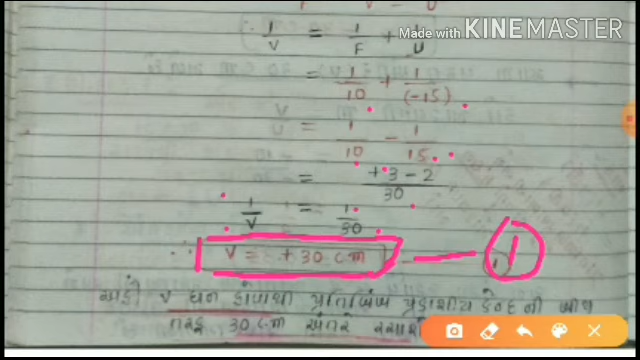 Made with KINEMASTER
∴ 1/V = 1/F + 1/U
= 1/10 + 1/(-15)
= 1/10 - 1/15
= +3-2/30
1/V = 1/30
∴ V = +30 cm — 1
અહીં V ધન હોવાથી પ્રતિબિંબ પ્રકાશીય કેન્દ્રની
તરફ 30 cm અંતરે